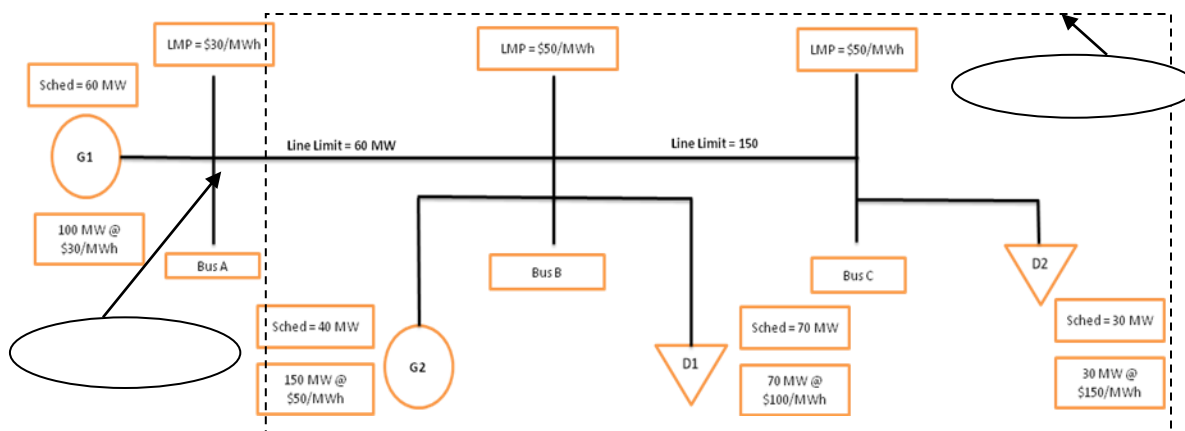 LMP = $30/MWh
LMP = $50/MWh
LMP = $50/MWh
Sched = 60 MW
G1
Line Limit = 60 MW
Line Limit = 150
100 MW @
$30/MWh
Bus A
Bus B
Bus C
D2
Sched = 40 MW
G2
D1
Sched = 70 MW
Sched = 30 MW
150 MW @
$50/MWh
70 MW @
$100/MWh
30 MW @
$150/MWh